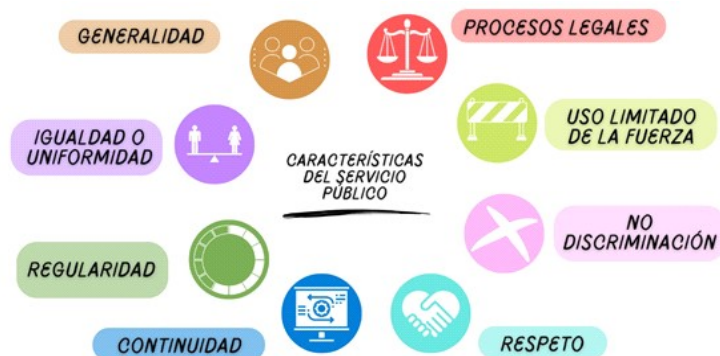 GENERALIDAD
PROCESOS LEGALES
IGUALDAD O
UNIFORMIDAD
USO LIMITADO
DE LA FUERZA
CARACTERÍSTICAS
DEL SERVICIO
PÚBLICO
NO
DISCRIMINACIÓN
REGULARIDAD
CONTINUIDAD
RESPETO